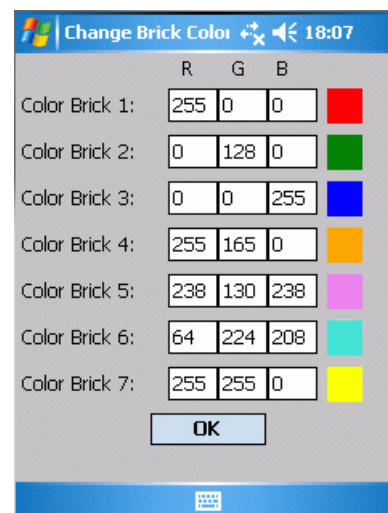 Change Brick Color 18:07
R G B
Color Brick 1: 255 0 0
Color Brick 2: 0 128 0
Color Brick 3: 0 0 255
Color Brick 4: 255 165 0
Color Brick 5: 238 130 238
Color Brick 6: 64 224 208
Color Brick 7: 255 255 0
OK